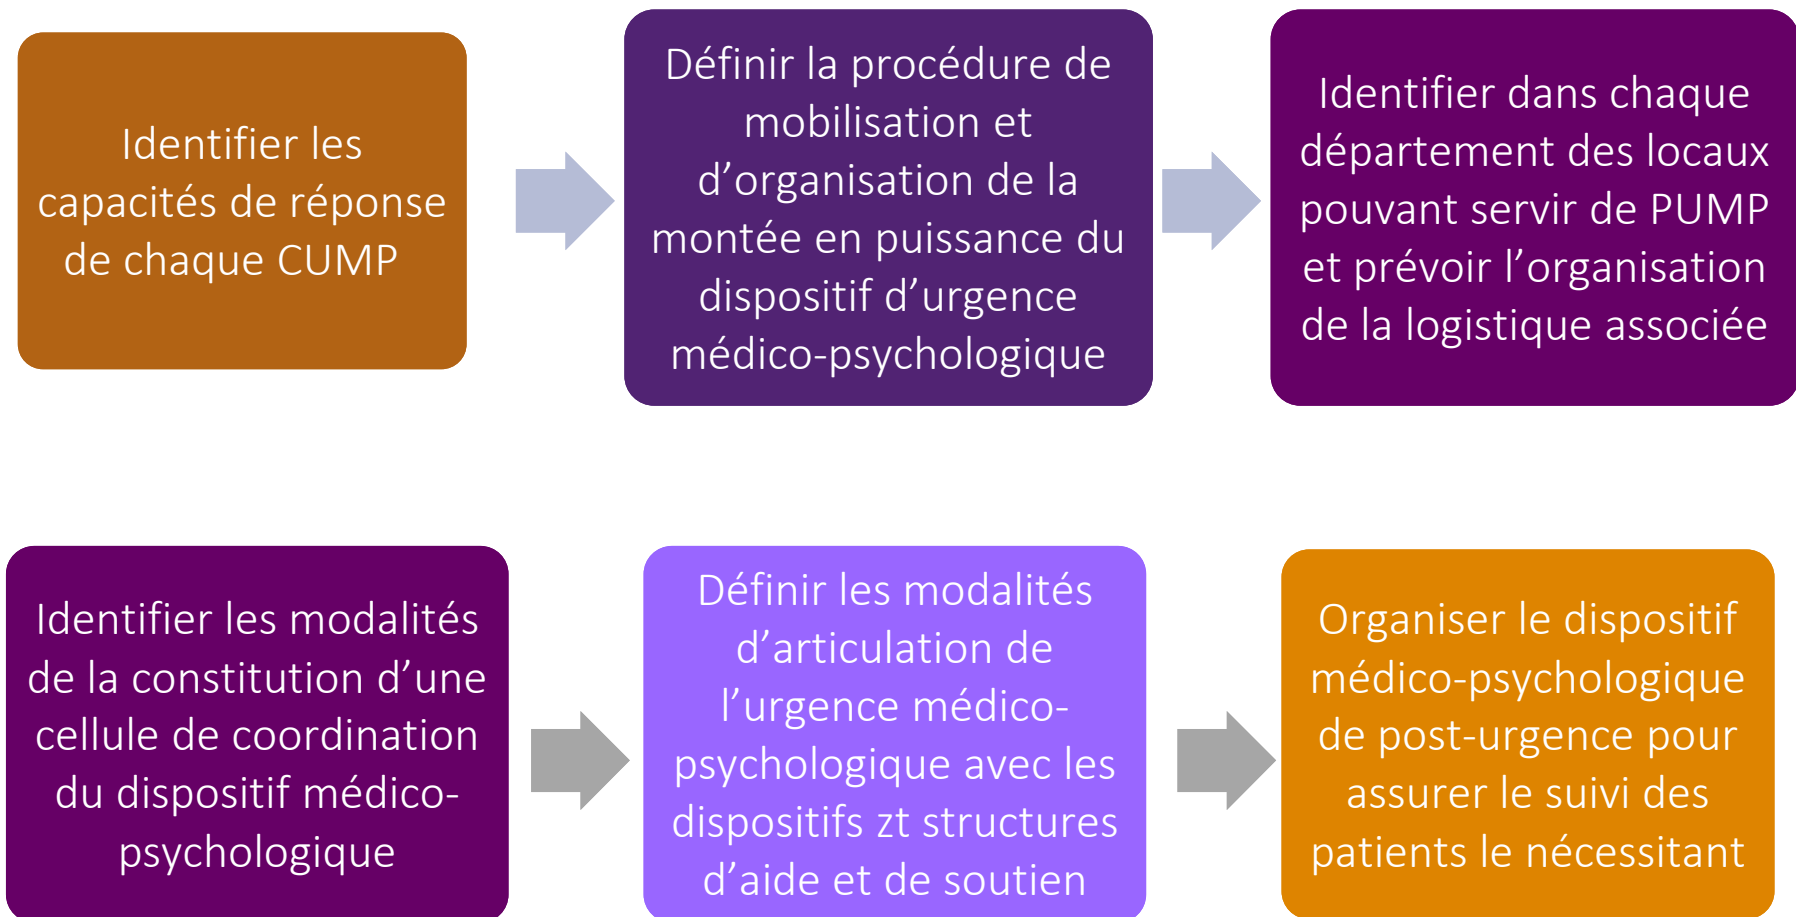 Identifier les
capacités de réponse
de chaque CUMP
Définir la procédure de
mobilisation et
d’organisation de la
montée en puissance du
dispositif d’urgence
médico-psychologique
Identifier dans chaque
département des locaux
pouvant servir de PUMP
et prévoir l’organisation
de la logistique associée
Identifier les modalités
de la constitution d’une
cellule de coordination
du dispositif médico-
psychologique
Définir les modalités
d’articulation de
l’urgence médico-
psychologique avec les
dispositifs zt structures
d’aide et de soutien
Organiser le dispositif
médico-psychologique
de post-urgence pour
assurer le suivi des
patients le nécessitant